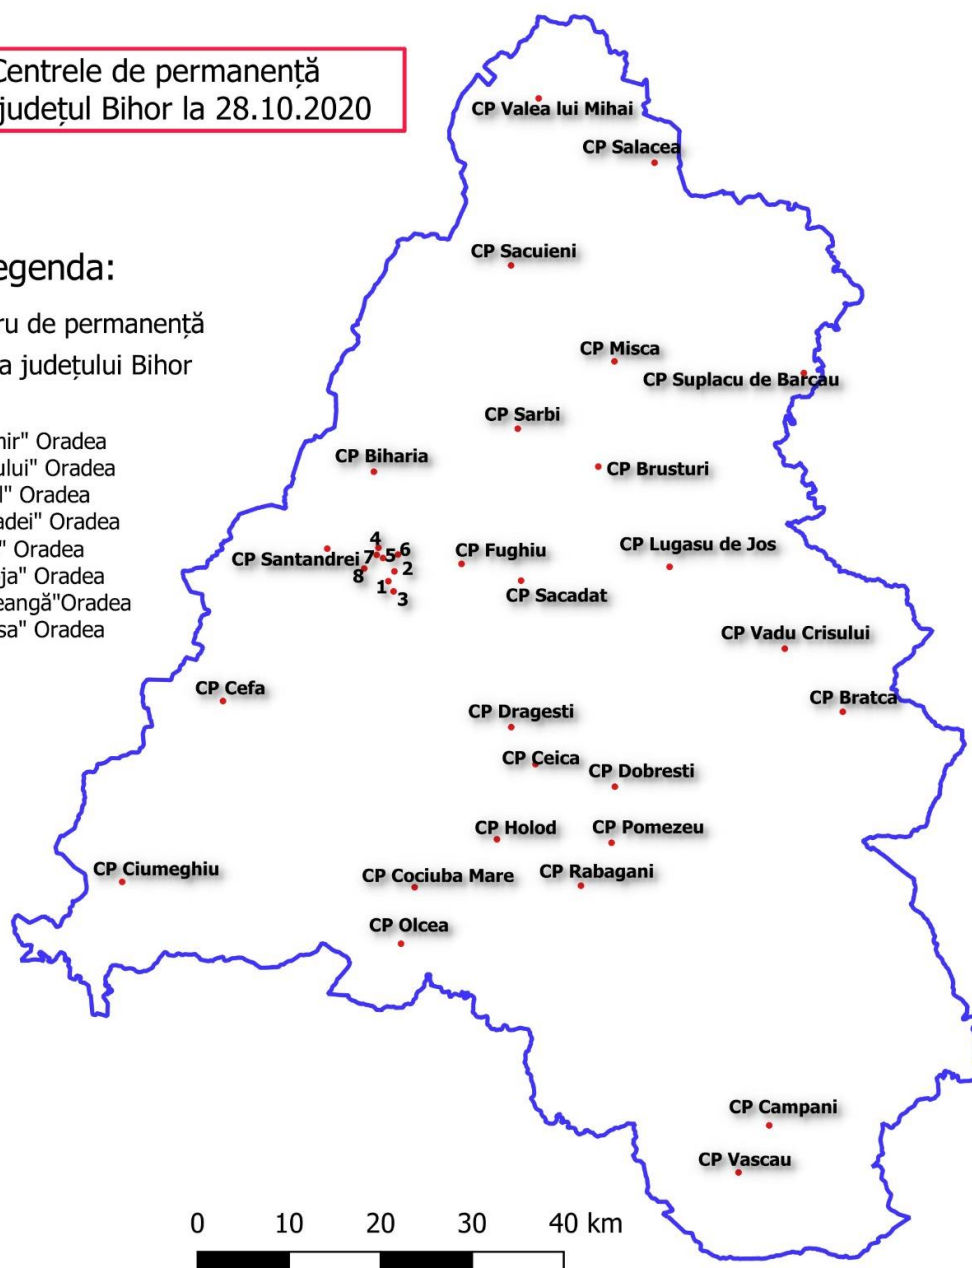 Centrele de permanență
județul Bihor la 28.10.2020
CP Valea lui Mihai
CP Salacea
CP Sacuieni
egenda:
ru de permanență
a județului Bihor
CP Misca
CP Suplacu de Barcau
CP Sarbi
nir" Oradea
CP Biharia
CP Brusturi
ului" Oradea
l" Oradea
adei" Oradea
" Oradea
ja" Oradea
eangă"Oradea
sa" Oradea
CP Santandrei
4
7
5
6
8
2
1
3
CP Fughiu
CP Lugasu de Jos
CP Sacadat
CP Vadu Crisului
CP Cefa
CP Bratca
CP Dragesti
CP Ceica
CP Dobresti
CP Holod
CP Pomezeu
CP Ciumeghiu
CP Cociuba Mare
CP Rabagani
CP Olcea
CP Campani
CP Vascau
0 10 20 30 40 km